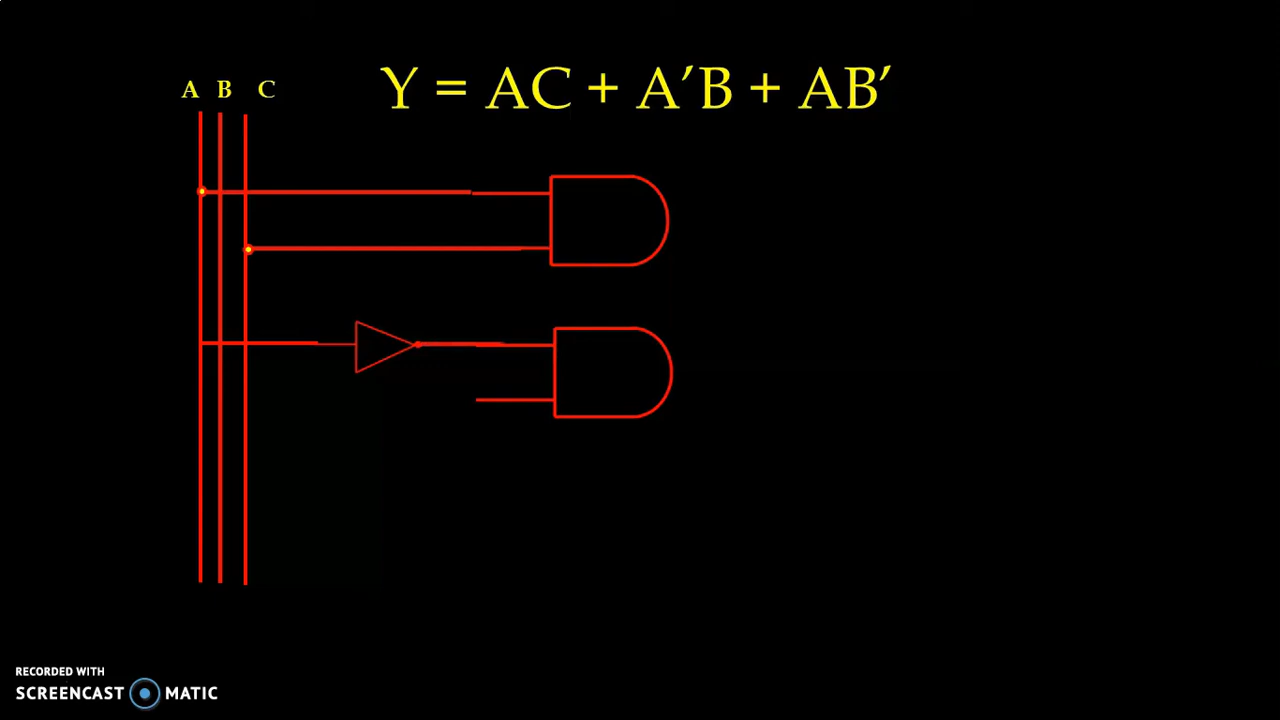 A B C
Y = AC + A′B + AB′
RECORDED WITH
SCREENCAST MATIC